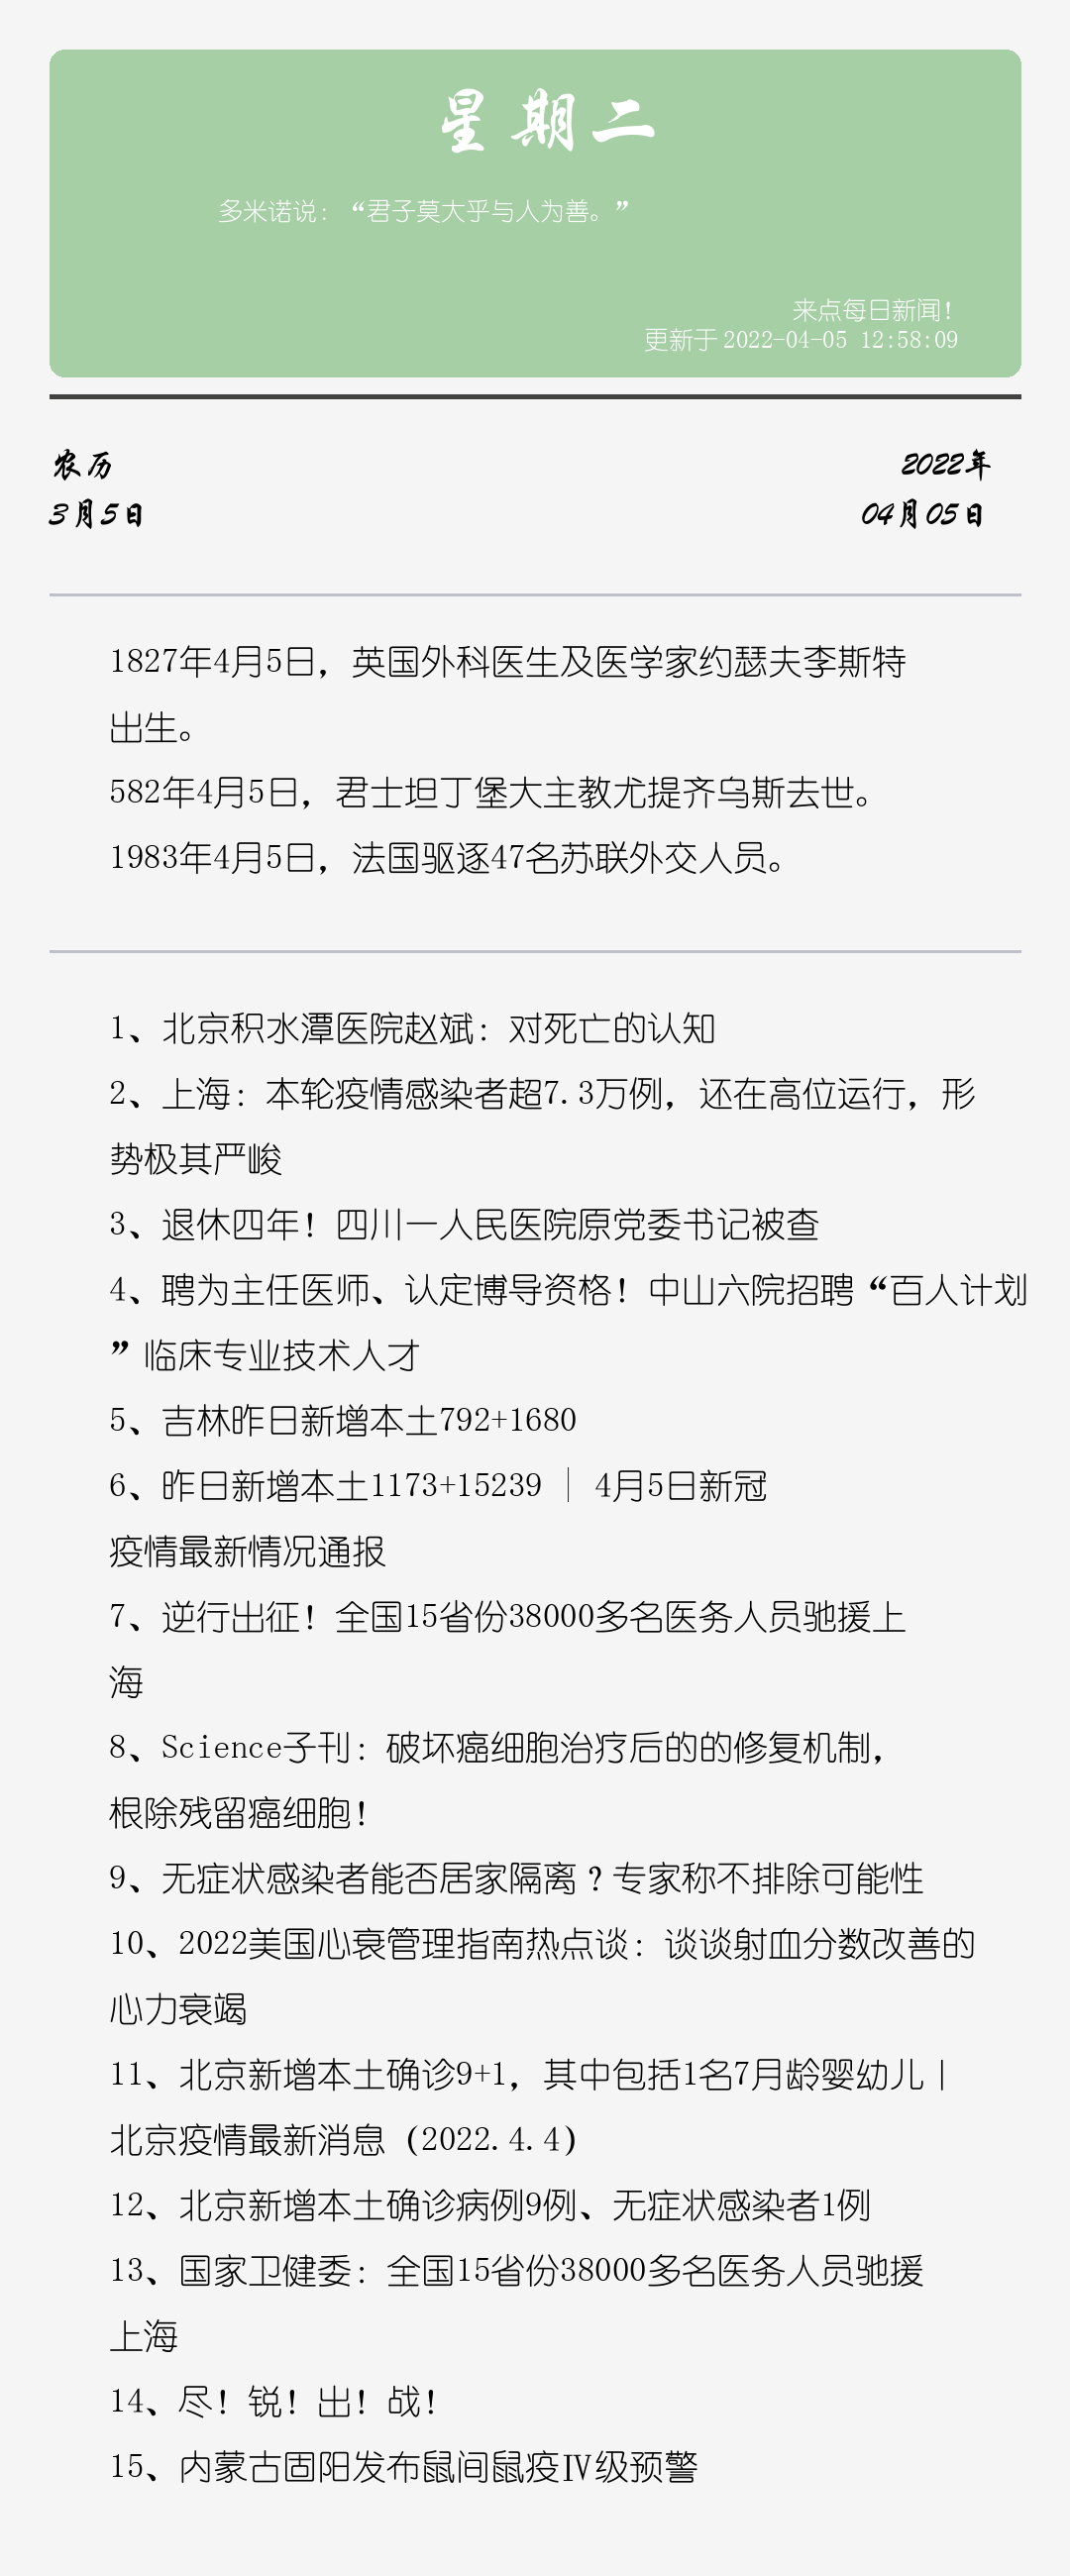 星期二
多米诺说：“君子莫大乎与人为善。”
来点每日新闻！
更新于 2022-04-05 12:58:09
农历
2022年
3月5日
04月05日
1827年4月5日，英国外科医生及医学家约瑟夫李斯特
出生。
582年4月5日，君士坦丁堡大主教尤提齐乌斯去世。
1983年4月5日，法国驱逐47名苏联外交人员。
1、北京积水潭医院赵斌：对死亡的认知
2、上海：本轮疫情感染者超7.3万例，还在高位运行，形
势极其严峻
3、退休四年！四川一人民医院原党委书记被查
4、聘为主任医师、认定博导资格！中山六院招聘“百人计划
”临床专业技术人才
5、吉林昨日新增本土792+1680
6、昨日新增本土1173+15239 │ 4月5日新冠
疫情最新情况通报
7、逆行出征！全国15省份38000多名医务人员驰援上
海
8、Science子刊：破坏癌细胞治疗后的的修复机制，
根除残留癌细胞！
9、无症状感染者能否居家隔离？专家称不排除可能性
10、2022美国心衰管理指南热点谈：谈谈射血分数改善的
心力衰竭
11、北京新增本土确诊9+1，其中包括1名7月龄婴幼儿丨
北京疫情最新消息（2022.4.4）
12、北京新增本土确诊病例9例、无症状感染者1例
13、国家卫健委：全国15省份38000多名医务人员驰援
上海
14、尽！锐！出！战！
15、内蒙古固阳发布鼠间鼠疫Ⅳ级预警